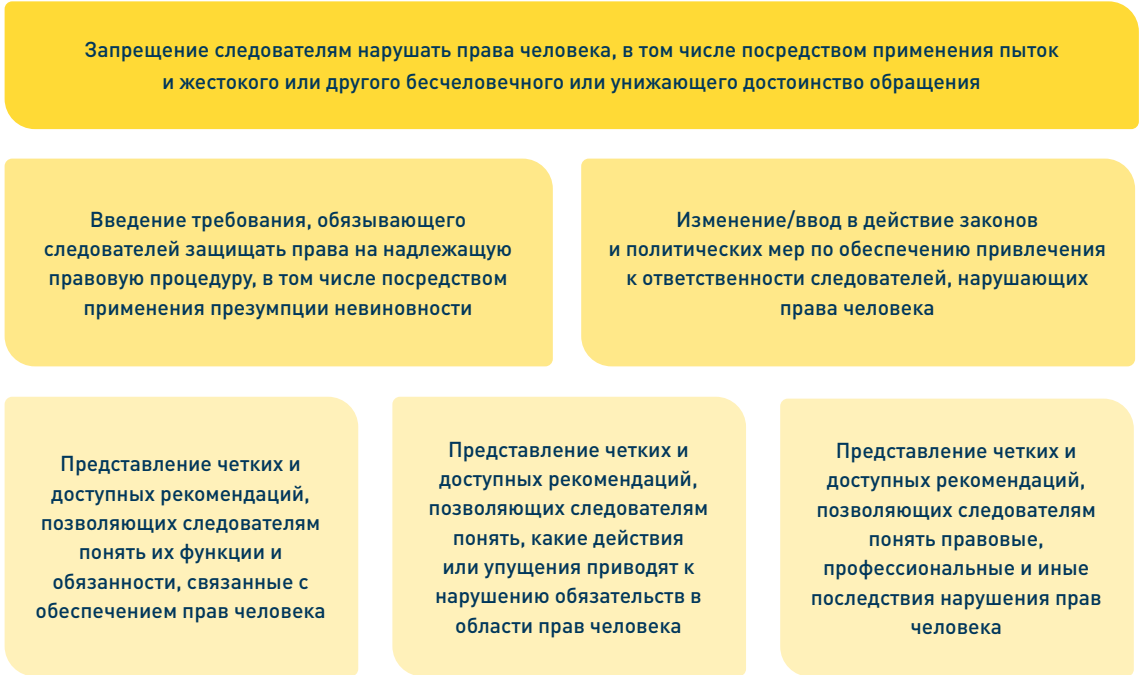 Запрещение следователям нарушать права человека, в том числе посредством применения пыток
и жестокого или другого бесчеловечного или унижающего достоинство обращения
Введение требования, обязывающего
следователей защищать права на надлежащую
правовую процедуру, в том числе посредством
применения презумпции невиновности
Изменение/ввод в действие законов
и политических мер по обеспечению привлечения
к ответственности следователей, нарушающих
права человека
Представление четких и
доступных рекомендаций,
позволяющих следователям
понять их функции и
обязанности, связанные с
обеспечением прав человека
Представление четких и
доступных рекомендаций,
позволяющих следователям
понять, какие действия
или упущения приводят к
нарушению обязательств в
области прав человека
Представление четких и
доступных рекомендаций,
позволяющих следователям
понять правовые,
профессиональные и иные
последствия нарушения прав
человека